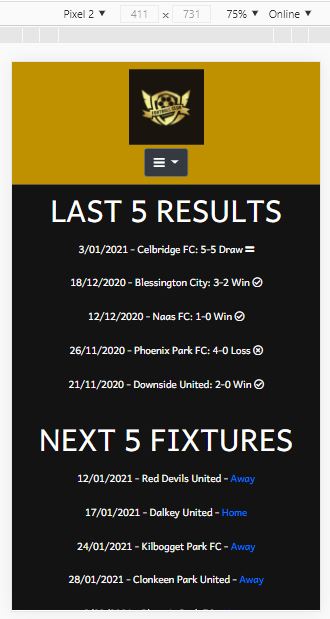 Pixel 2 ▼ 411 x 731 75% ▼ Online ▼
FOOTBALL CLUB
LAST 5 RESULTS
3/01/2021 - Celbridge FC: 5-5 Draw
18/12/2020 - Blessington City: 3-2 Win
12/12/2020 - Naas FC: 1-0 Win
26/11/2020 - Phoenix Park FC: 4-0 Loss
21/11/2020 - Downside United: 2-0 Win
NEXT 5 FIXTURES
12/01/2021 - Red Devils United - Away
17/01/2021 - Dalkey United - Home
24/01/2021 - Kilbogget Park FC - Away
28/01/2021 - Clonkeen Park United - Away